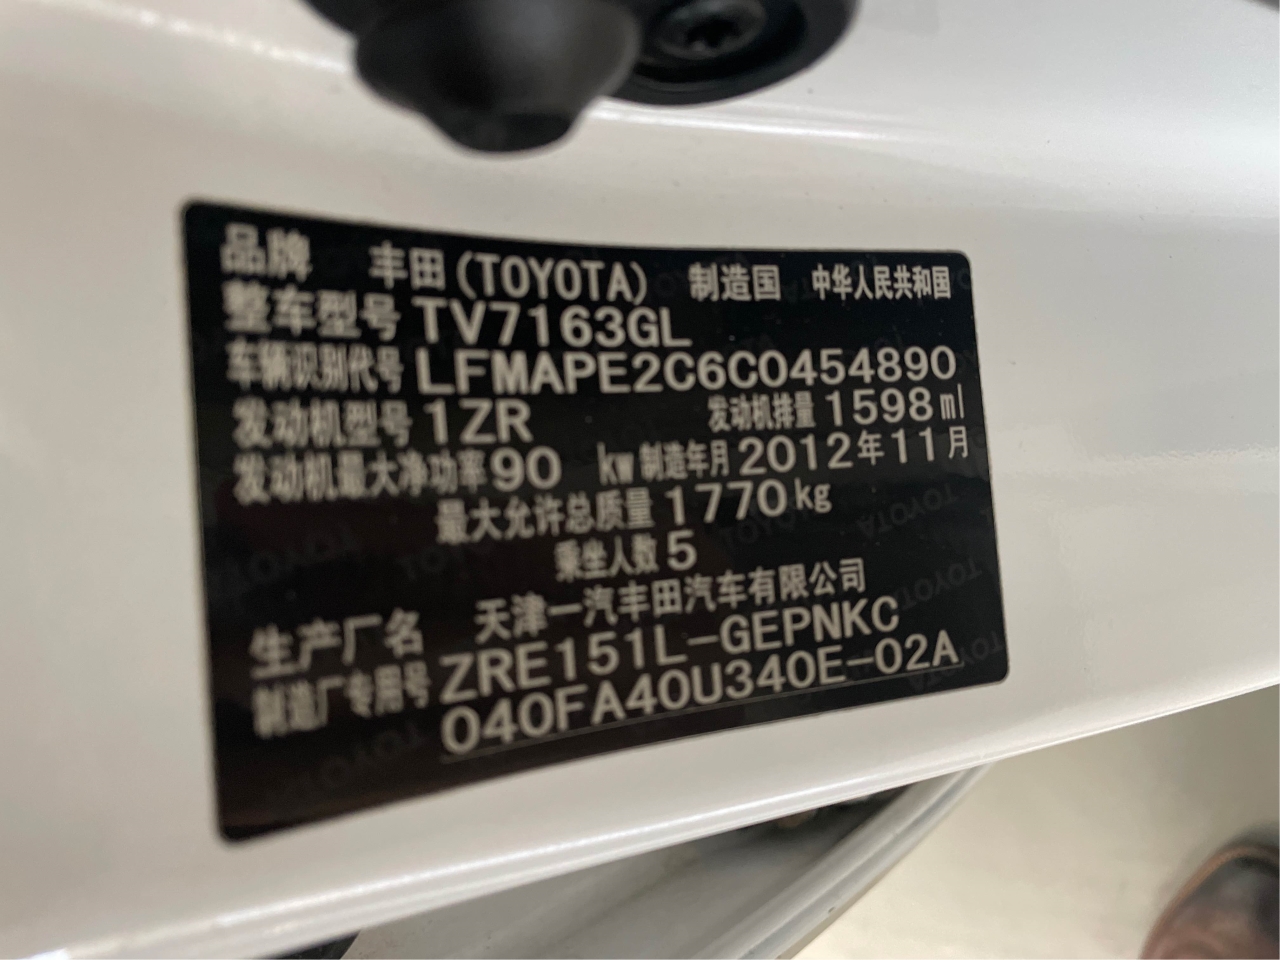 品牌 丰田(TOYOTA) 制造国 中华人民共和国
整车型号 TV7163GL
车辆识别代号 LFMAPE2C6C0454890
发动机型号 1ZR 发动机排量 1598 ml
发动机最大净功率 90 kw 制造年月 2012年11月
最大允许总质量 1770 kg
乘坐人数 5
生产厂名 天津一汽丰田汽车有限公司
制造厂专用号 ZRE151L-GEPNKC
040FA40U340E-02A